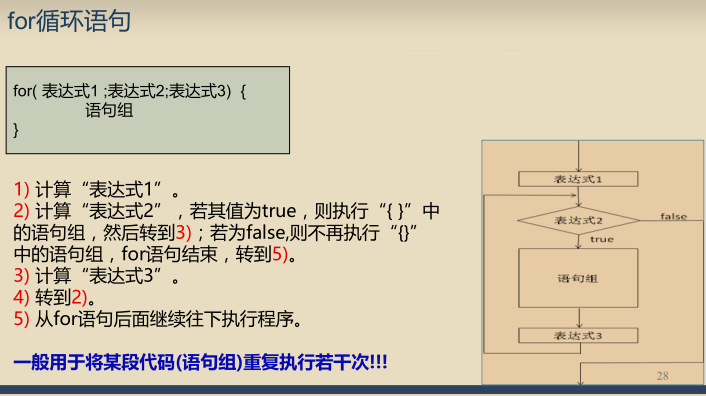 for循环语句
for( 表达式1 ;表达式2;表达式3)  {
语句组
}
1) 计算“表达式1”。
2) 计算“表达式2”，若其值为true，则执行“{ }”中
的语句组，然后转到3)；若为false,则不再执行“{}”
中的语句组，for语句结束，转到5)。
3) 计算“表达式3”。
4) 转到2)。
5) 从for语句后面继续往下执行程序。
一般用于将某段代码(语句组)重复执行若干次!!!
表达式1
表达式2
false
true
语句组
表达式3
28